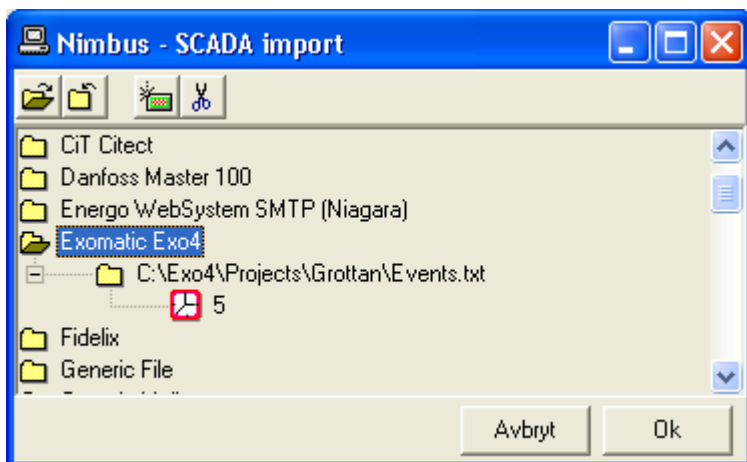 Nimbus - SCADA import
CiT Citect
Danfoss Master 100
Energo WebSystem SMTP (Niagara)
Exomatic Exo4
C:\Exo4\Projects\Grottan\Events.txt
5
Fidelix
Generic File
Avbryt Ok